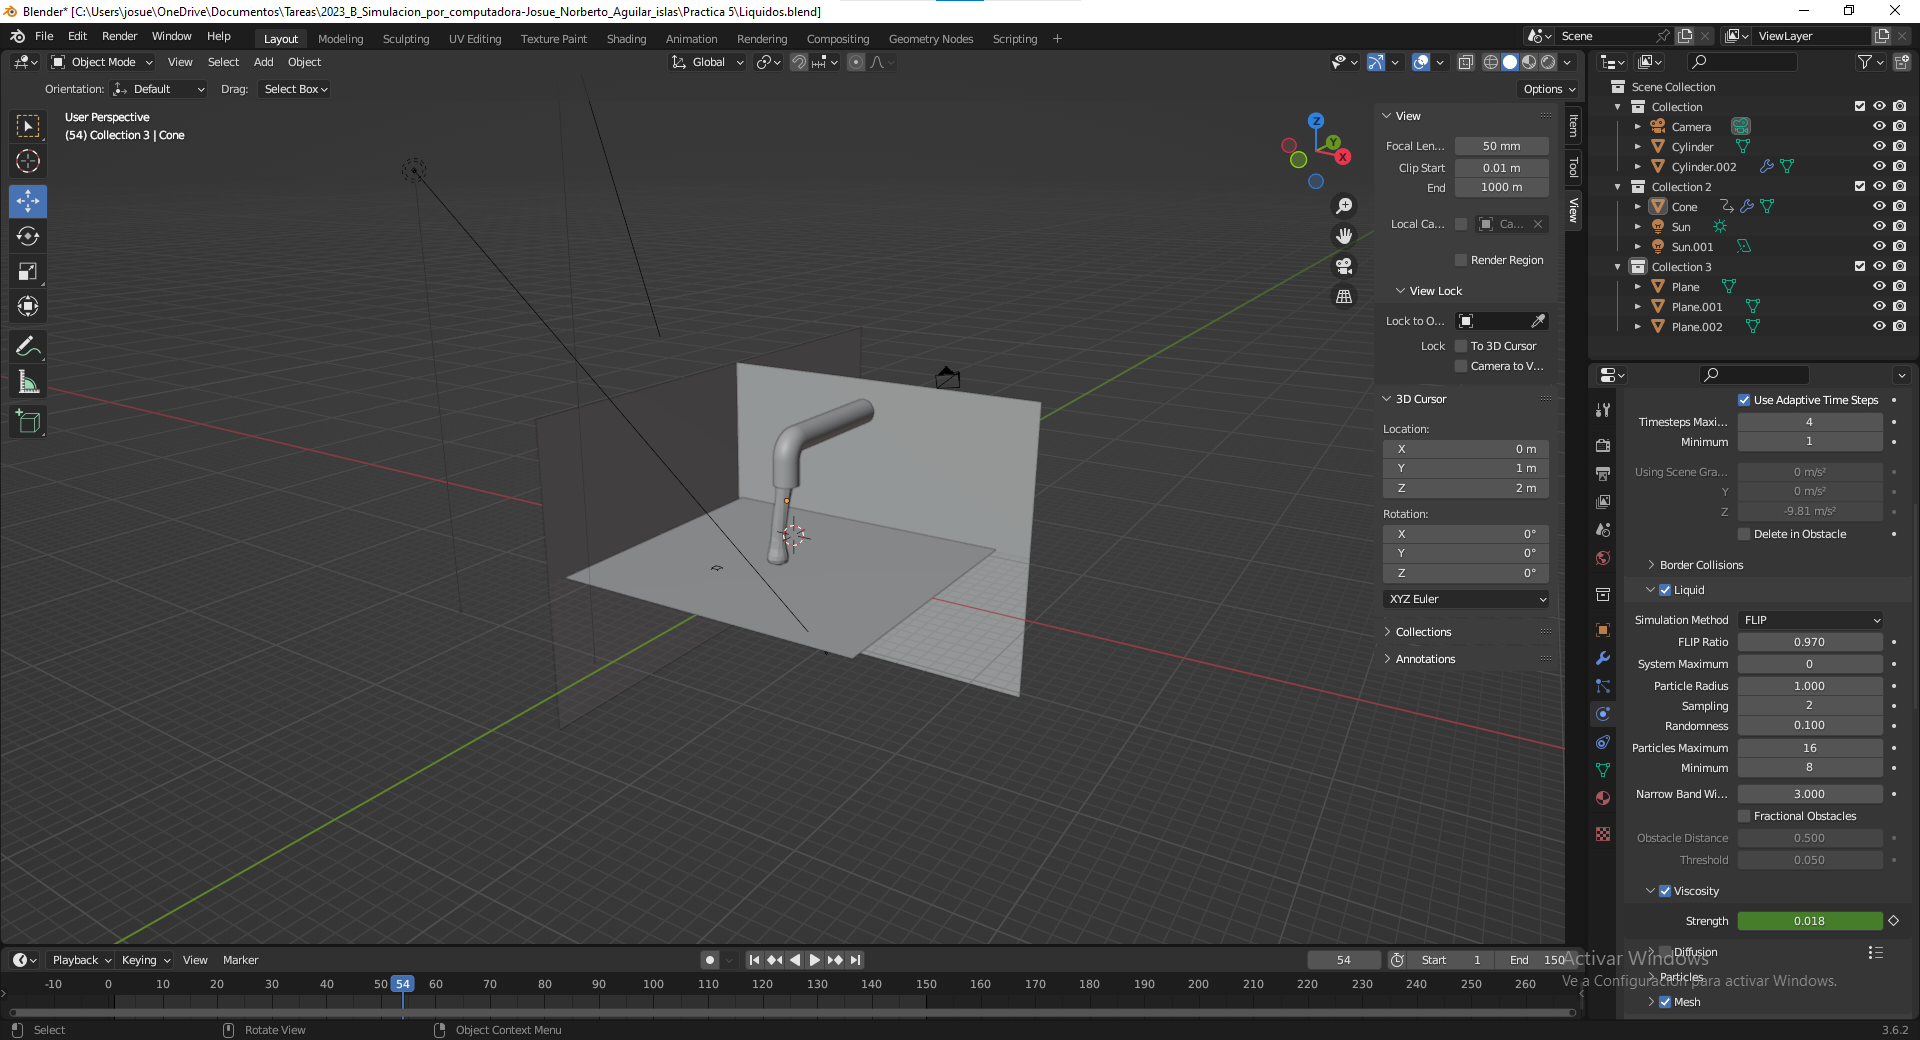 Blender* [C:\Users\josue\OneDrive\Documentos\Tareas\2023_B_Simulacion_por_computadora-Josue_Norberto_Aguilar_islas\Practica 5\Liquidos.blend]
File Edit Render Window Help Layout Modeling Sculpting UV Editing Texture Paint Shading Animation Rendering Compositing Geometry Nodes Scripting + Scene ViewLayer
Object Mode View Select Add Object Global
Orientation: Default Drag: Select Box Options
User Perspective
(54) Collection 3 | Cone
Z
Y
X
Item
Tool
View
View
Focal Len... 50 mm
Clip Start 0.01 m
End 1000 m
Local Ca... Ca...
Render Region
View Lock
Lock to O...
Lock To 3D Cursor
Camera to V...
3D Cursor
Location:
X 0 m
Y 1 m
Z 2 m
Rotation:
X 0°
Y 0°
Z 0°
XYZ Euler
Collections
Annotations
Scene Collection
Collection
Camera
Cylinder
Cylinder.002
Collection 2
Cone
Sun
Sun.001
Collection 3
Plane
Plane.001
Plane.002
Use Adaptive Time Steps
Timesteps Maxi... 4
Minimum 1
Using Scene Gra... 0 m/s²
Y 0 m/s²
Z -9.81 m/s²
Delete in Obstacle
Border Collisions
Liquid
Simulation Method FLIP
FLIP Ratio 0.970
System Maximum 0
Particle Radius 1.000
Sampling 2
Randomness 0.100
Particles Maximum 16
Minimum 8
Narrow Band Wi... 3.000
Fractional Obstacles
Obstacle Distance 0.500
Threshold 0.050
Viscosity
Strength 0.018
Diffusion
Particles
Mesh
Activar Windows
Ve a Configuración para activar Windows.
Playback Keying View Marker 54 Start 1 End 150
-10 0 10 20 30 40 50 54 60 70 80 90 100 110 120 130 140 150 160 170 180 190 200 210 220 230 240 250 260
Select Rotate View Object Context Menu 3.6.2